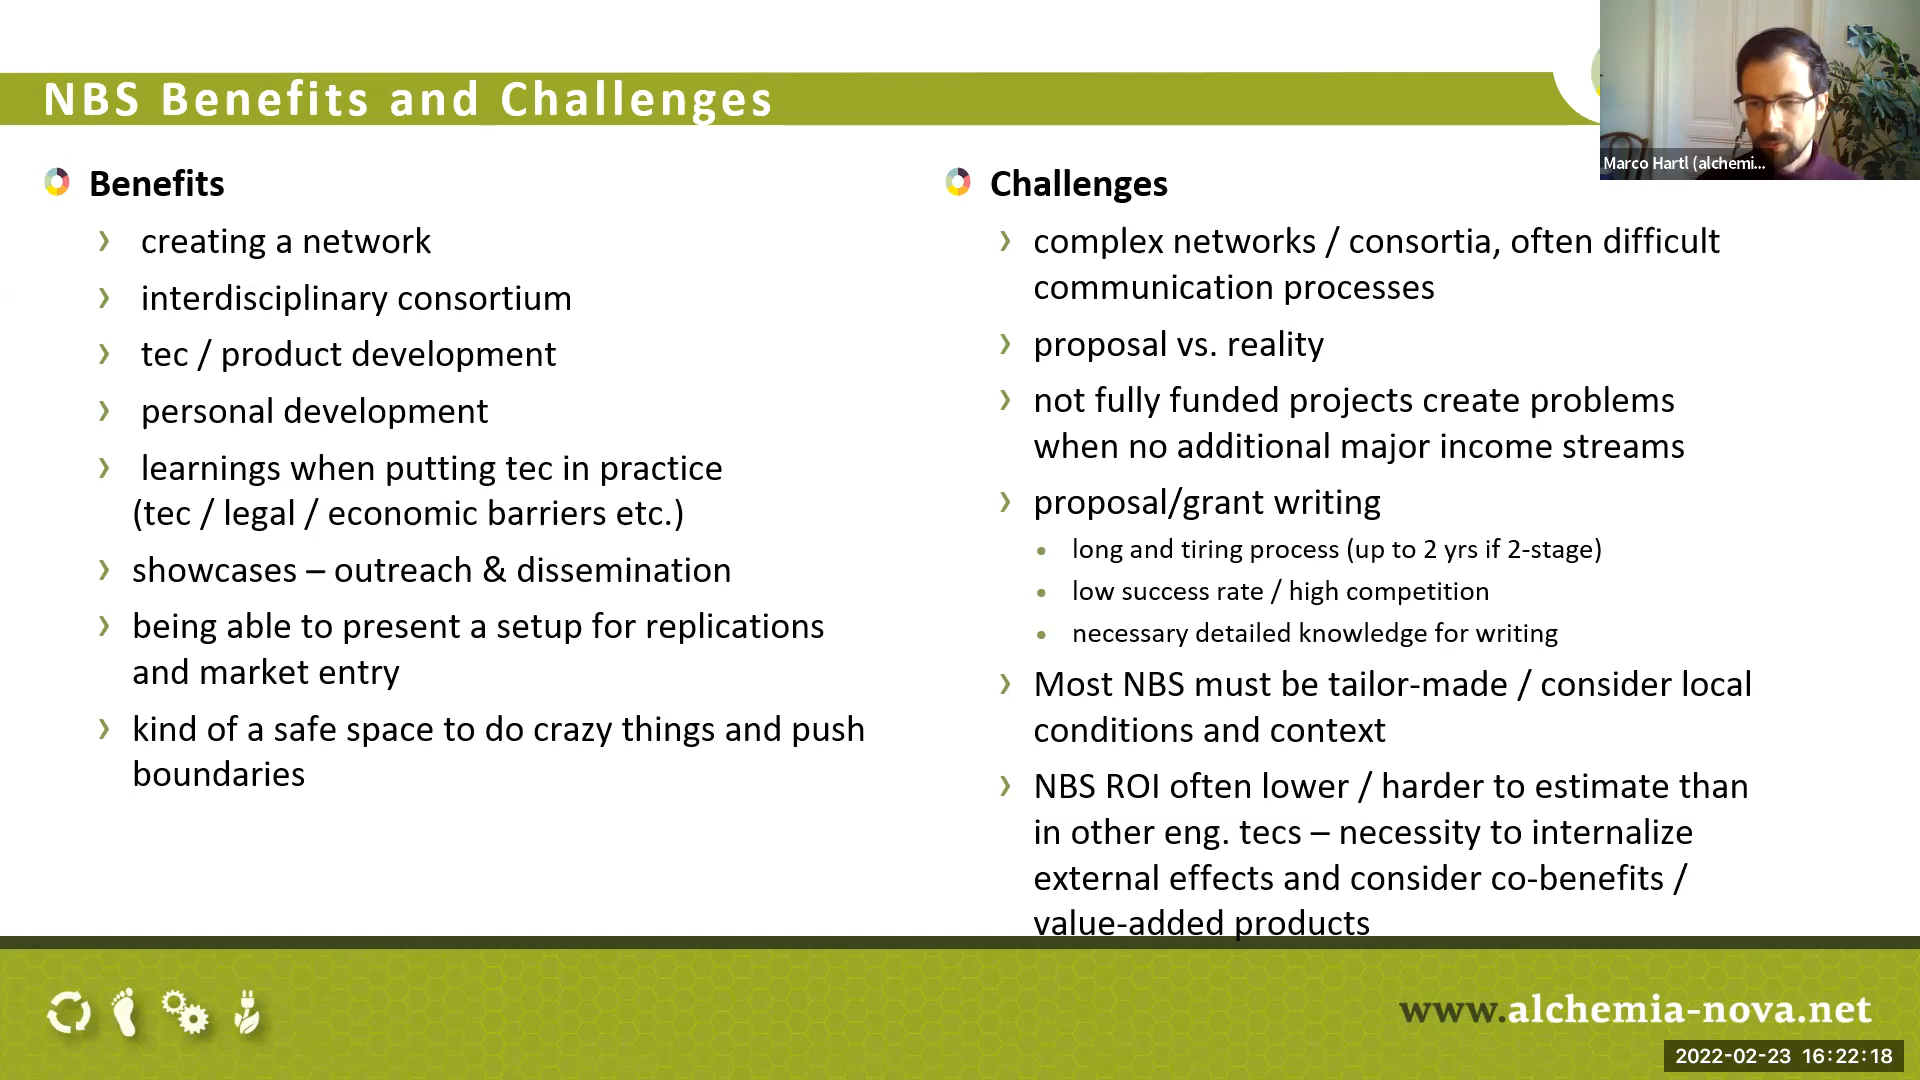 NBS Benefits and Challenges
Marco Hartl (alchemi...
Benefits
creating a network
interdisciplinary consortium
tec / product development
personal development
learnings when putting tec in practice
(tec / legal / economic barriers etc.)
showcases – outreach & dissemination
being able to present a setup for replications
and market entry
kind of a safe space to do crazy things and push
boundaries
Challenges
complex networks / consortia, often difficult
communication processes
proposal vs. reality
not fully funded projects create problems
when no additional major income streams
proposal/grant writing
long and tiring process (up to 2 yrs if 2-stage)
low success rate / high competition
necessary detailed knowledge for writing
Most NBS must be tailor-made / consider local
conditions and context
NBS ROI often lower / harder to estimate than
in other eng. tecs – necessity to internalize
external effects and consider co-benefits /
value-added products
www.alchemia-nova.net
2022-02-23 16:22:18